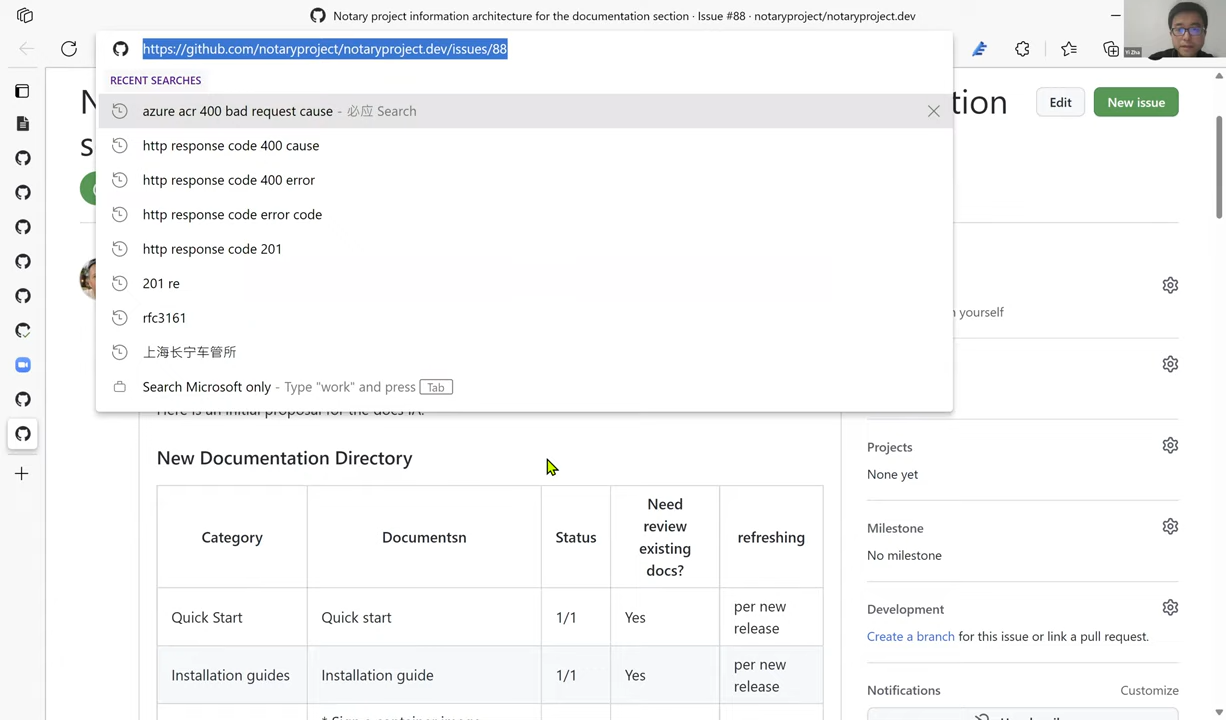 Notary project information architecture for the documentation section · Issue #88 · notaryproject/notaryproject.dev
https://github.com/notaryproject/notaryproject.dev/issues/88
Yi Zha
RECENT SEARCHES
azure acr 400 bad request cause - 必应 Search
http response code 400 cause
http response code 400 error
http response code error code
http response code 201
201 re
rfc3161
上海长宁车管所
Search Microsoft only - Type "work" and press Tab
Edit
New issue
yourself
Here is an initial proposal for the docs IA.
New Documentation Directory
Category
Documentsn
Status
Need review existing docs?
refreshing
Quick Start
Quick start
1/1
Yes
per new release
Installation guides
Installation guide
1/1
Yes
per new release
Projects
None yet
Milestone
No milestone
Development
Create a branch for this issue or link a pull request.
Notifications
Customize